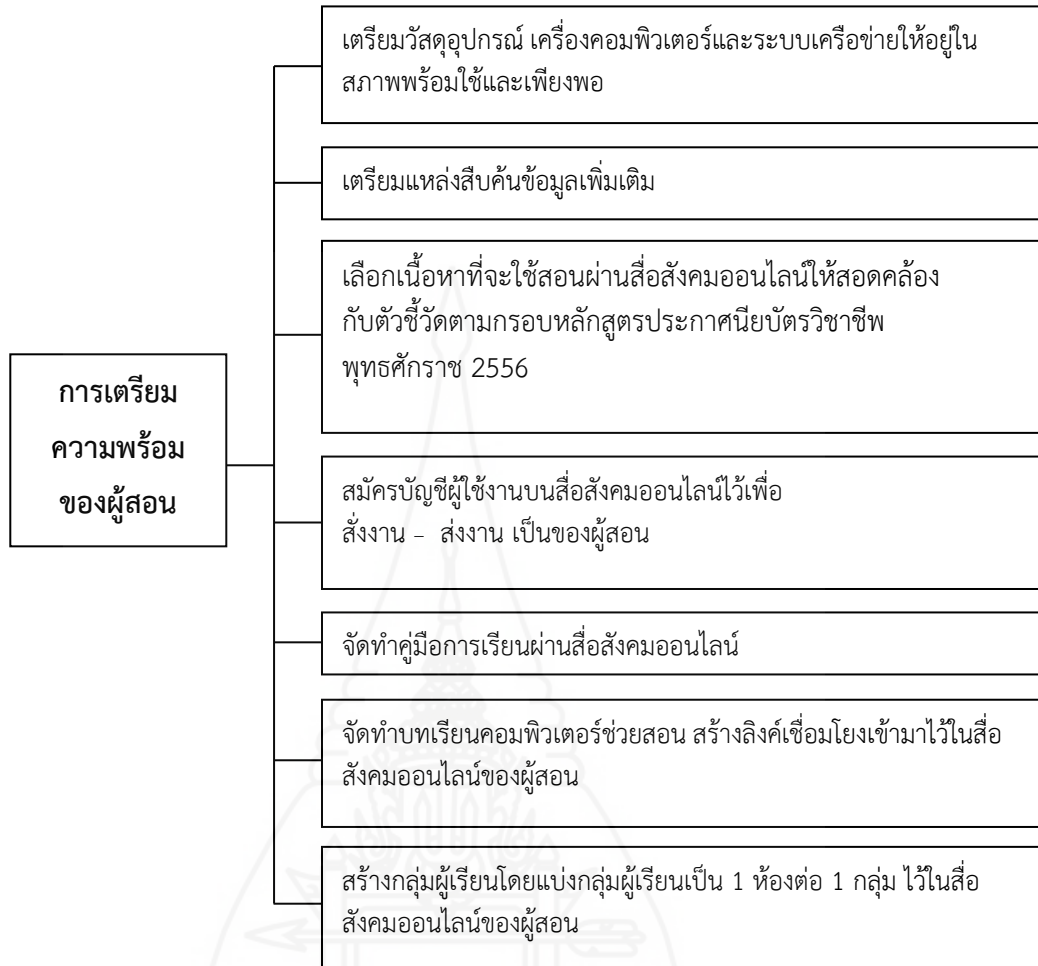 เตรียมวัสดุอุปกรณ์ เครื่องคอมพิวเตอร์และระบบเครือข่ายให้อยู่ใน
สภาพพร้อมใช้และเพียงพอ
เตรียมแหล่งสืบค้นข้อมูลเพิ่มเติม
เลือกเนื้อหาที่จะใช้สอนผ่านสื่อสังคมออนไลน์ให้สอดคล้อง
กับตัวชี้วัดตามกรอบหลักสูตรประกาศนียบัตรวิชาชีพ
พุทธศักราช 2556
การเตรียม
ความพร้อม
ของผู้สอน
สมัครบัญชีผู้ใช้งานบนสื่อสังคมออนไลน์ไว้เพื่อ
สั่งงาน – ส่งงาน เป็นของผู้สอน
จัดทำคู่มือการเรียนผ่านสื่อสังคมออนไลน์
จัดทำบทเรียนคอมพิวเตอร์ช่วยสอน สร้างลิงค์เชื่อมโยงเข้ามาไว้ในสื่อ
สังคมออนไลน์ของผู้สอน
สร้างกลุ่มผู้เรียนโดยแบ่งกลุ่มผู้เรียนเป็น 1 ห้องต่อ 1 กลุ่ม ไว้ในสื่อ
สังคมออนไลน์ของผู้สอน